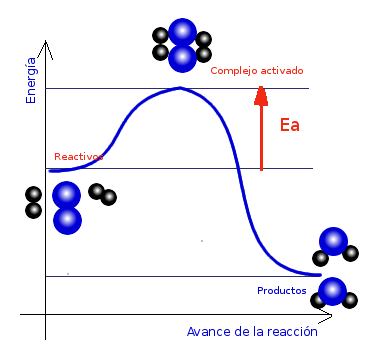 Complejo activado
Energía
Ea
Reactivos
Productos
Avance de la reacción